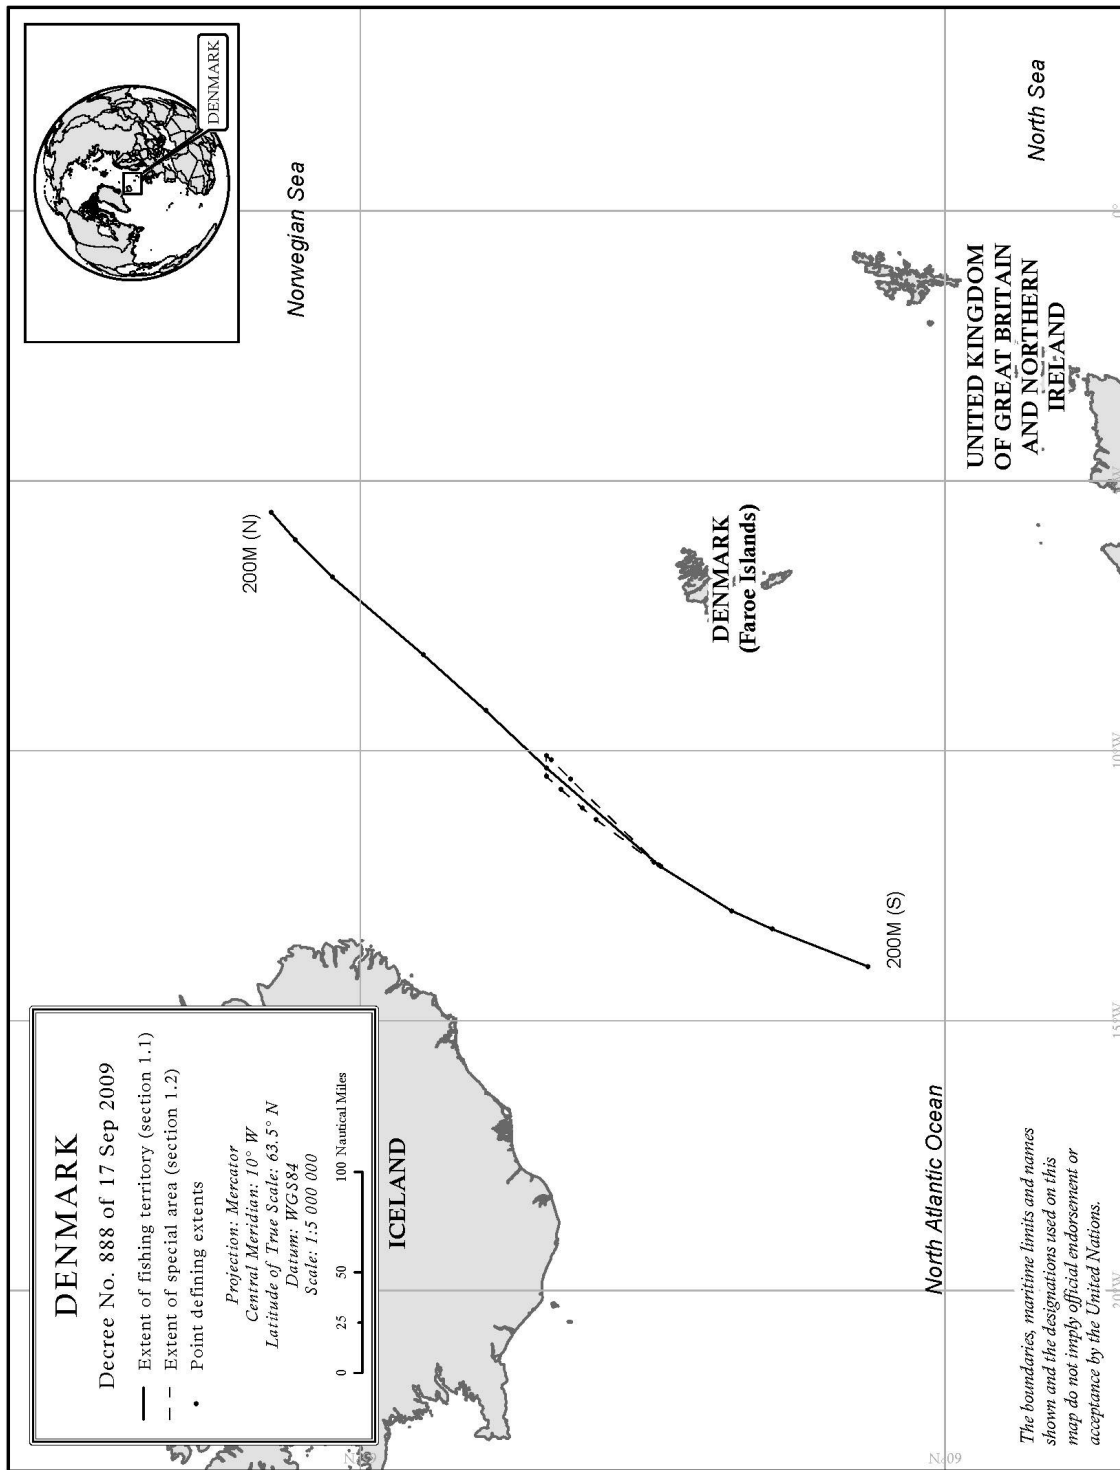 DENMARK
Decree No. 888 of 17 Sep 2009
Extent of fishing territory (section 1.1)
Extent of special area (section 1.2)
Point defining extents
Projection: Mercator
Central Meridian: 10° W
Latitude of True Scale: 63.5° N
Datum: WGS84
Scale: 1:5 000 000
0 25 50 100 Nautical Miles
DENMARK
Norwegian Sea
200M (N)
ICELAND
DENMARK
(Faroe Islands)
200M (S)
North Atlantic Ocean
UNITED KINGDOM
OF GREAT BRITAIN
AND NORTHERN
IRELAND
North Sea
60°N
20°W
15°W
10°W
0°
The boundaries, maritime limits and names
shown and the designations used on this
map do not imply official endorsement or
acceptance by the United Nations.